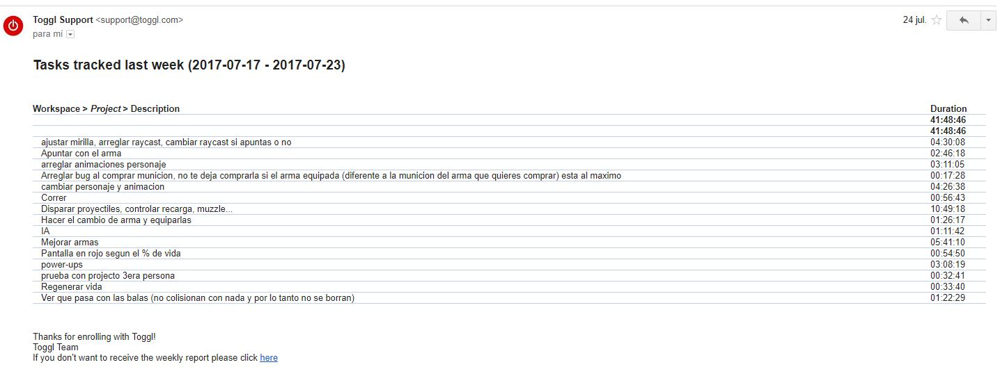 Toggl Support <support@toggl.com>
24 jul.
para mí
Tasks tracked last week (2017-07-17 - 2017-07-23)
Workspace > Project > Description Duration
41:48:46
41:48:46
ajustar mirilla, arreglar raycast, cambiar raycast si apuntas o no 04:30:08
Apuntar con el arma 02:46:18
arreglar animaciones personaje 03:11:05
Arreglar bug al comprar municion, no te deja comprarla si el arma equipada (diferente a la municion del arma que quieres comprar) esta al maximo 00:17:28
cambiar personaje y animacion 04:26:38
Correr 00:56:43
Disparar proyectiles, controlar recarga, muzzle... 10:49:18
Hacer el cambio de arma y equiparlas 01:26:17
IA 01:11:42
Mejorar armas 05:41:10
Pantalla en rojo segun el % de vida 00:54:50
power-ups 03:08:19
prueba con projecto 3era persona 00:32:41
Regenerar vida 00:33:40
Ver que pasa con las balas (no colisionan con nada y por lo tanto no se borran) 01:22:29
Thanks for enrolling with Toggl!
Toggl Team
If you don't want to receive the weekly report please click here